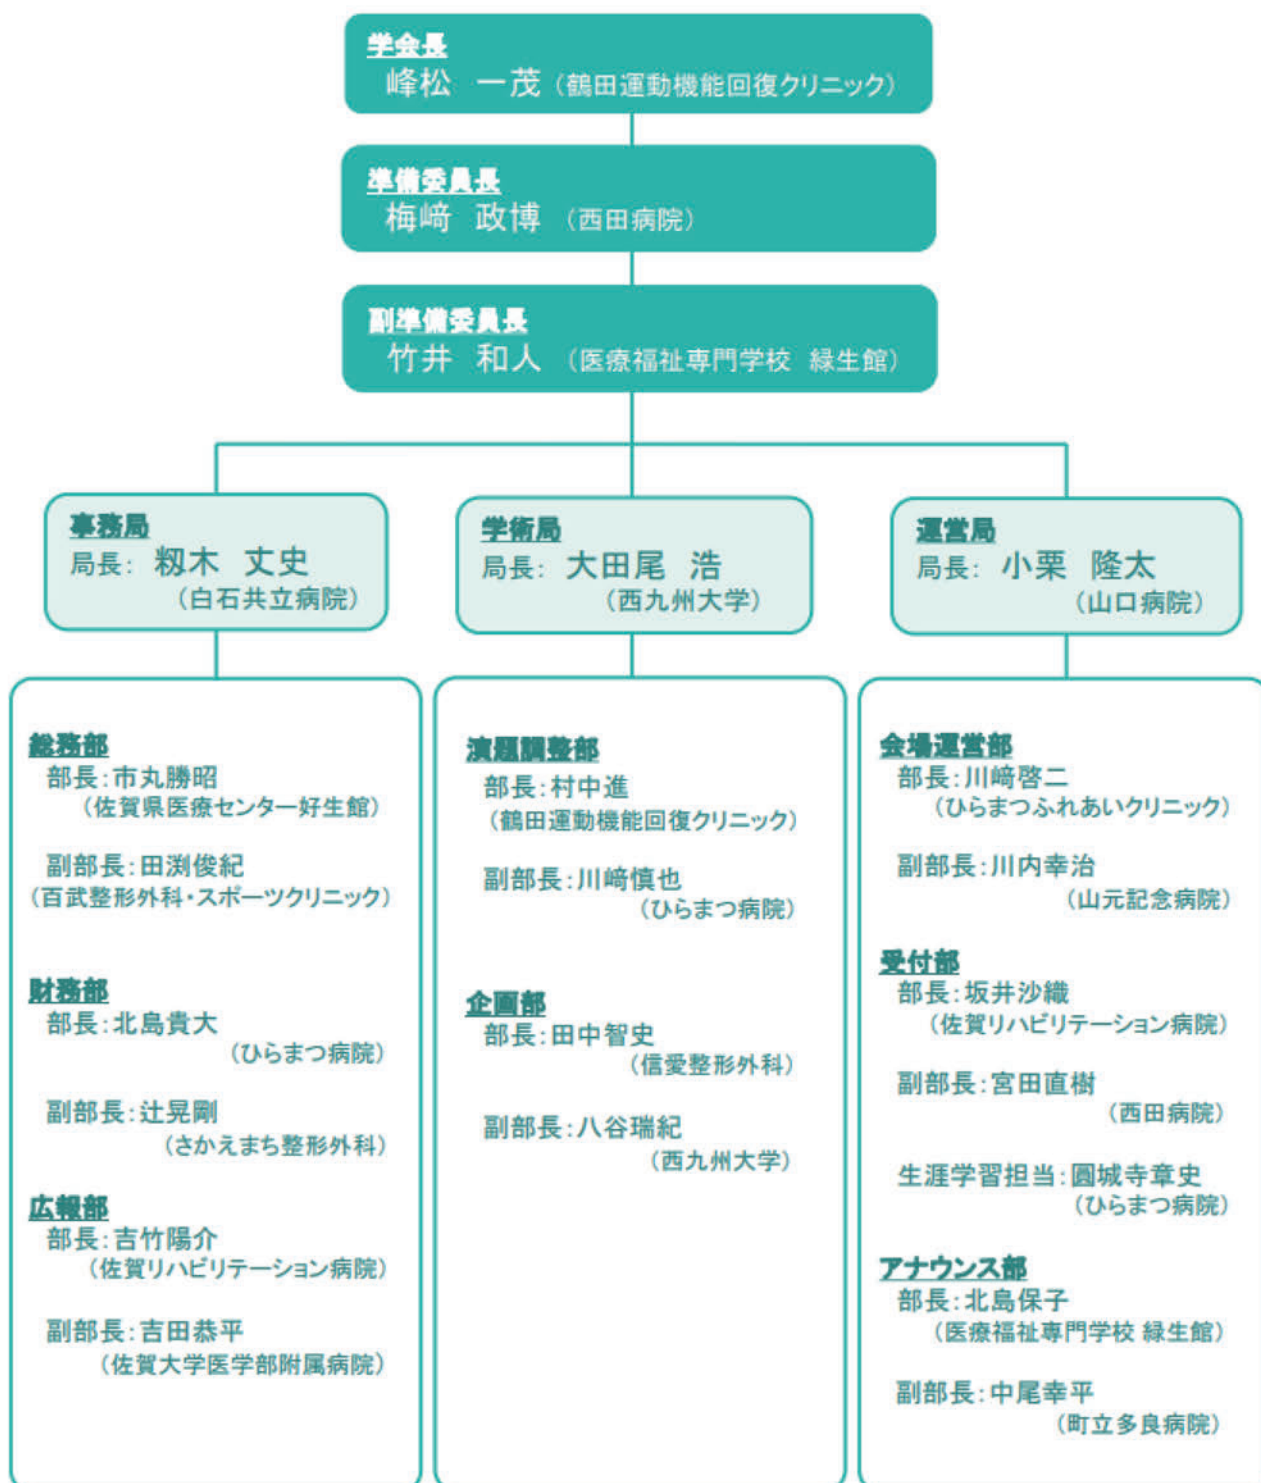 学会長
峰松　一茂（鶴田運動機能回復クリニック）
準備委員長
梅﨑　政博（西田病院）
副準備委員長
竹井　和人（医療福祉専門学校　緑生館）
事務局
局長：籾木　丈史
（白石共立病院）
総務部
部長：市丸勝昭
（佐賀県医療センター好生館）
副部長：田渕俊紀
（百武整形外科・スポーツクリニック）
財務部
部長：北島貴大
（ひらまつ病院）
副部長：辻晃剛
（さかえまち整形外科）
広報部
部長：吉竹陽介
（佐賀リハビリテーション病院）
副部長：吉田恭平
（佐賀大学医学部附属病院）
学術局
局長：大田尾　浩
（西九州大学）
演題調整部
部長：村中進
（鶴田運動機能回復クリニック）
副部長：川﨑慎也
（ひらまつ病院）
企画部
部長：田中智史
（信愛整形外科）
副部長：八谷瑞紀
（西九州大学）
運営局
局長：小栗　隆太
（山口病院）
会場運営部
部長：川﨑啓二
（ひらまつふれあいクリニック）
副部長：川内幸治
（山元記念病院）
受付部
部長：坂井沙織
（佐賀リハビリテーション病院）
副部長：宮田直樹
（西田病院）
生涯学習担当：圓城寺章史
（ひらまつ病院）
アナウンス部
部長：北島保子
（医療福祉専門学校 緑生館）
副部長：中尾幸平
（町立多良病院）